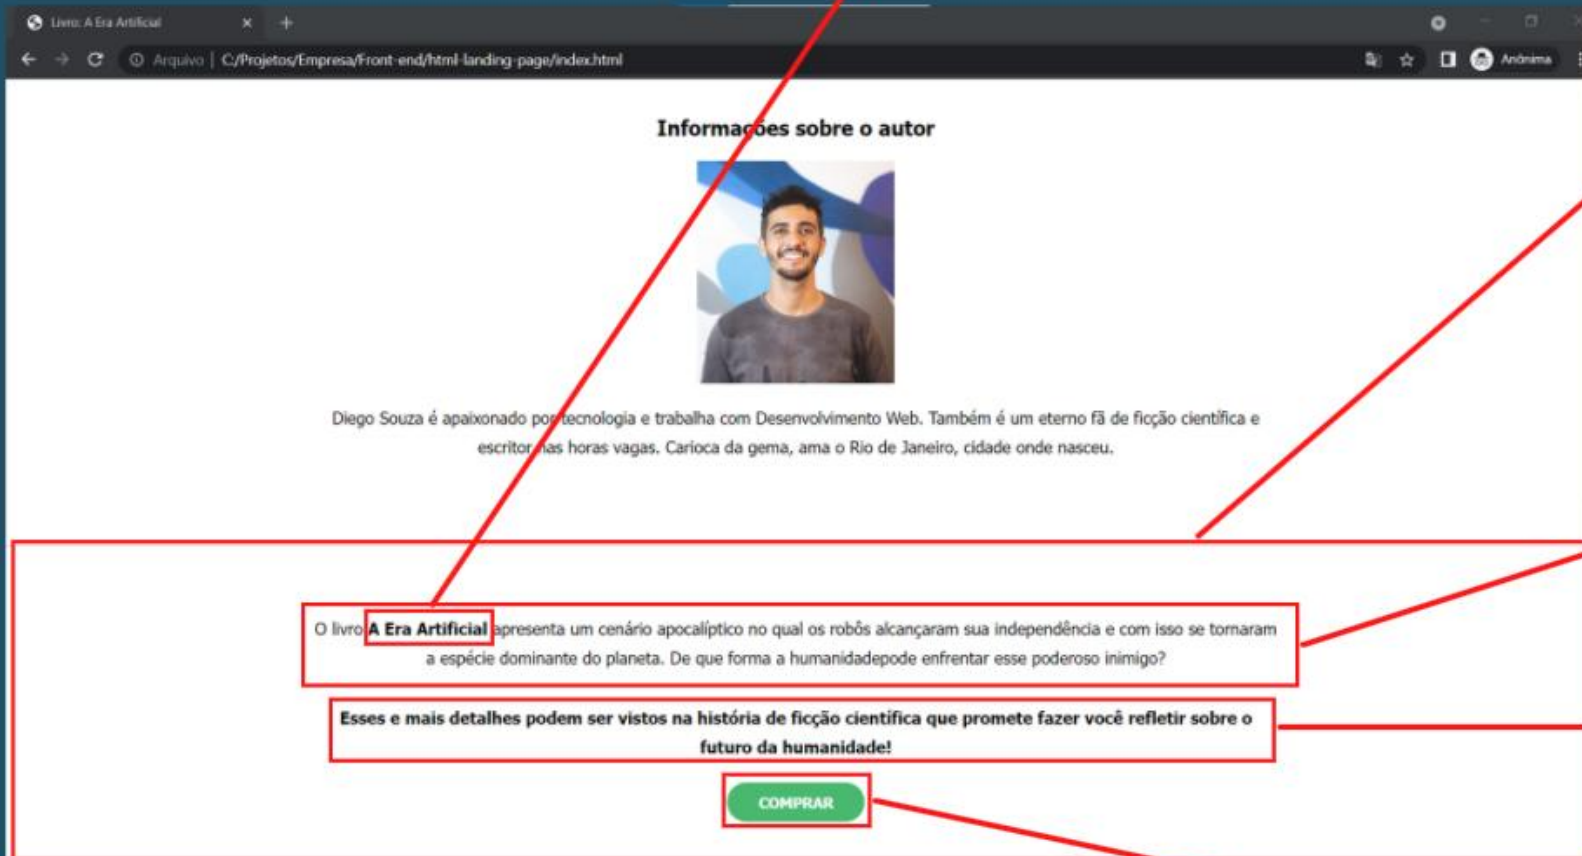 Livro: A Era Artificial
Arquivo | C:/Projetos/Empresa/Front-end/html-landing-page/index.html
Anônima
Informações sobre o autor
Diego Souza é apaixonado por tecnologia e trabalha com Desenvolvimento Web. Também é um eterno fã de ficção científica e
escritor nas horas vagas. Carioca da gema, ama o Rio de Janeiro, cidade onde nasceu.
O livro A Era Artificial apresenta um cenário apocalíptico no qual os robôs alcançaram sua independência e com isso se tornaram
a espécie dominante do planeta. De que forma a humanidadepode enfrentar esse poderoso inimigo?
Esses e mais detalhes podem ser vistos na história de ficção científica que promete fazer você refletir sobre o
futuro da humanidade!
COMPRAR